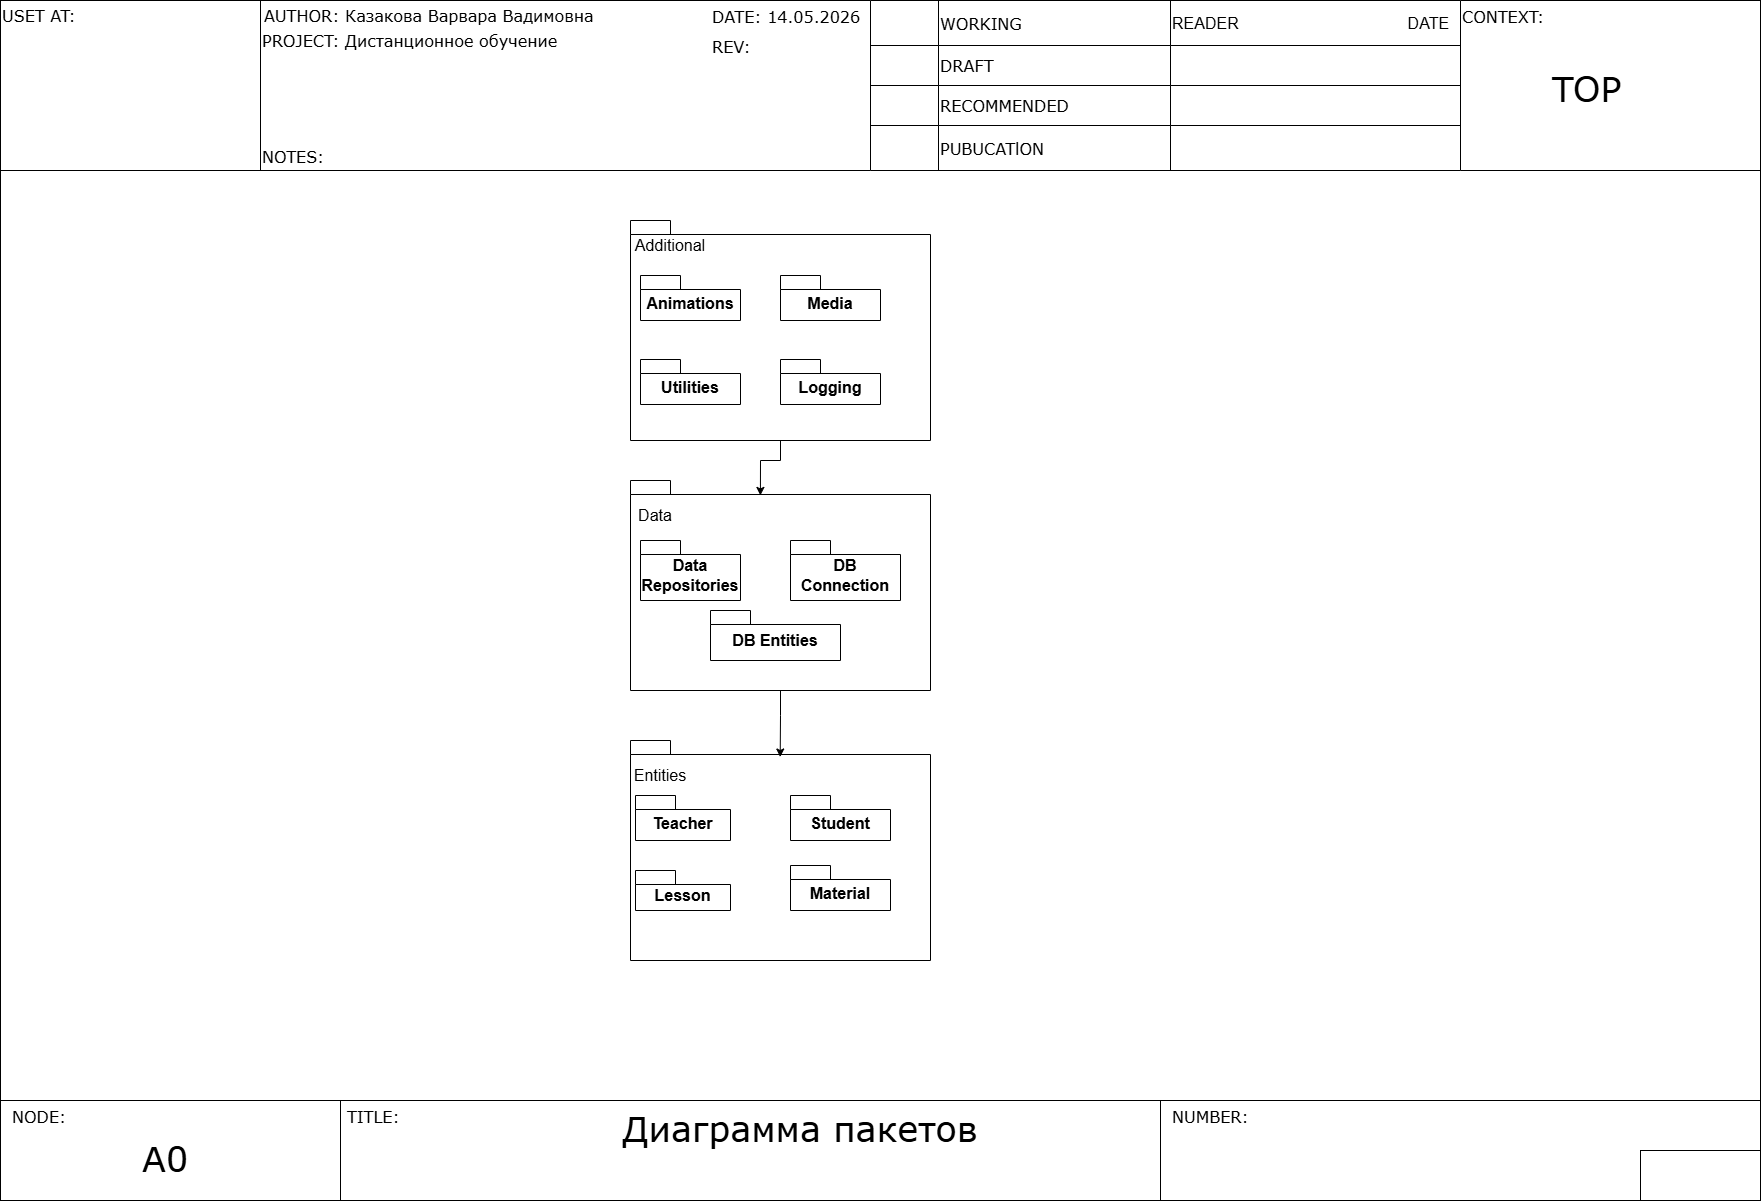 USET AT:
AUTHOR: Казакова Варвара Вадимовна
PROJECT: Дистанционное обучение
DATE: 14.05.2026
REV:
NOTES:
WORKING
DRAFT
RECOMMENDED
PUBUCATlON
READER
DATE
CONTEXT:
TOP
Additional
Animations
Media
Utilities
Logging
Data
Data
Repositories
DB
Connection
DB Entities
Entities
Teacher
Student
Lesson
Material
NODE:
A0
TITLE:
Диаграмма пакетов
NUMBER: